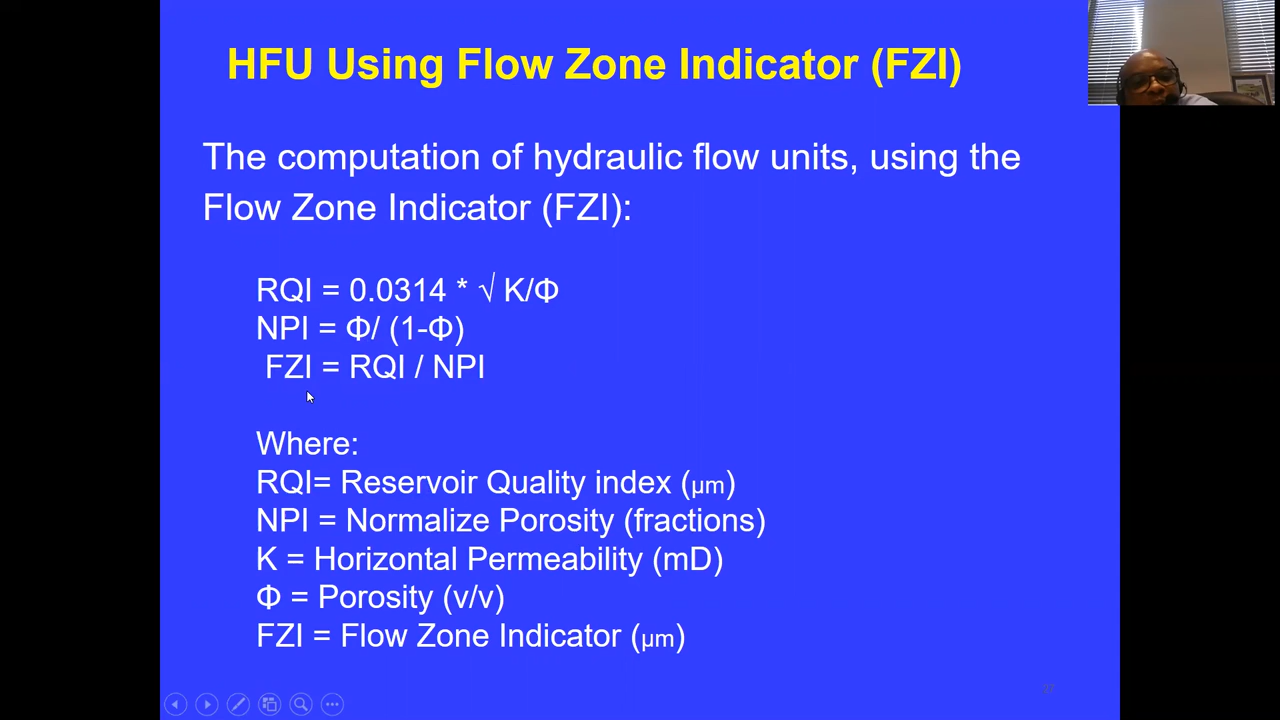 HFU Using Flow Zone Indicator (FZI)
The computation of hydraulic flow units, using the
Flow Zone Indicator (FZI):
RQI = 0.0314 * √ K/Φ
NPI = Φ/ (1-Φ)
FZI = RQI / NPI
Where:
RQI= Reservoir Quality index (μm)
NPI = Normalize Porosity (fractions)
K = Horizontal Permeability (mD)
Φ = Porosity (v/v)
FZI = Flow Zone Indicator (μm)